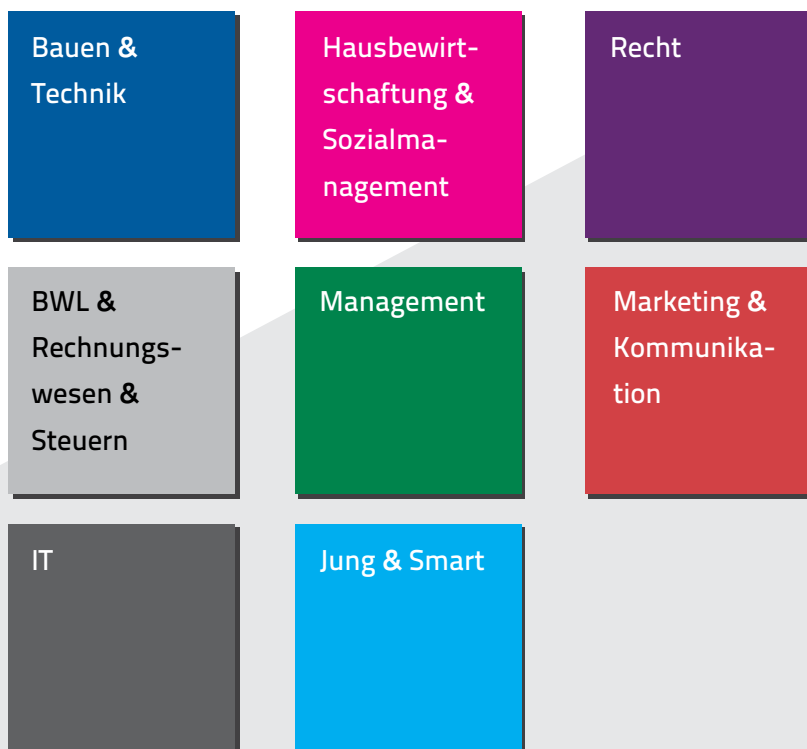 Bauen &
Technik
Hausbewirt-
schaftung &
Sozialma-
nagement
Recht
BWL &
Rechnungs-
wesen &
Steuern
Management
Marketing &
Kommunika-
tion
IT
Jung & Smart